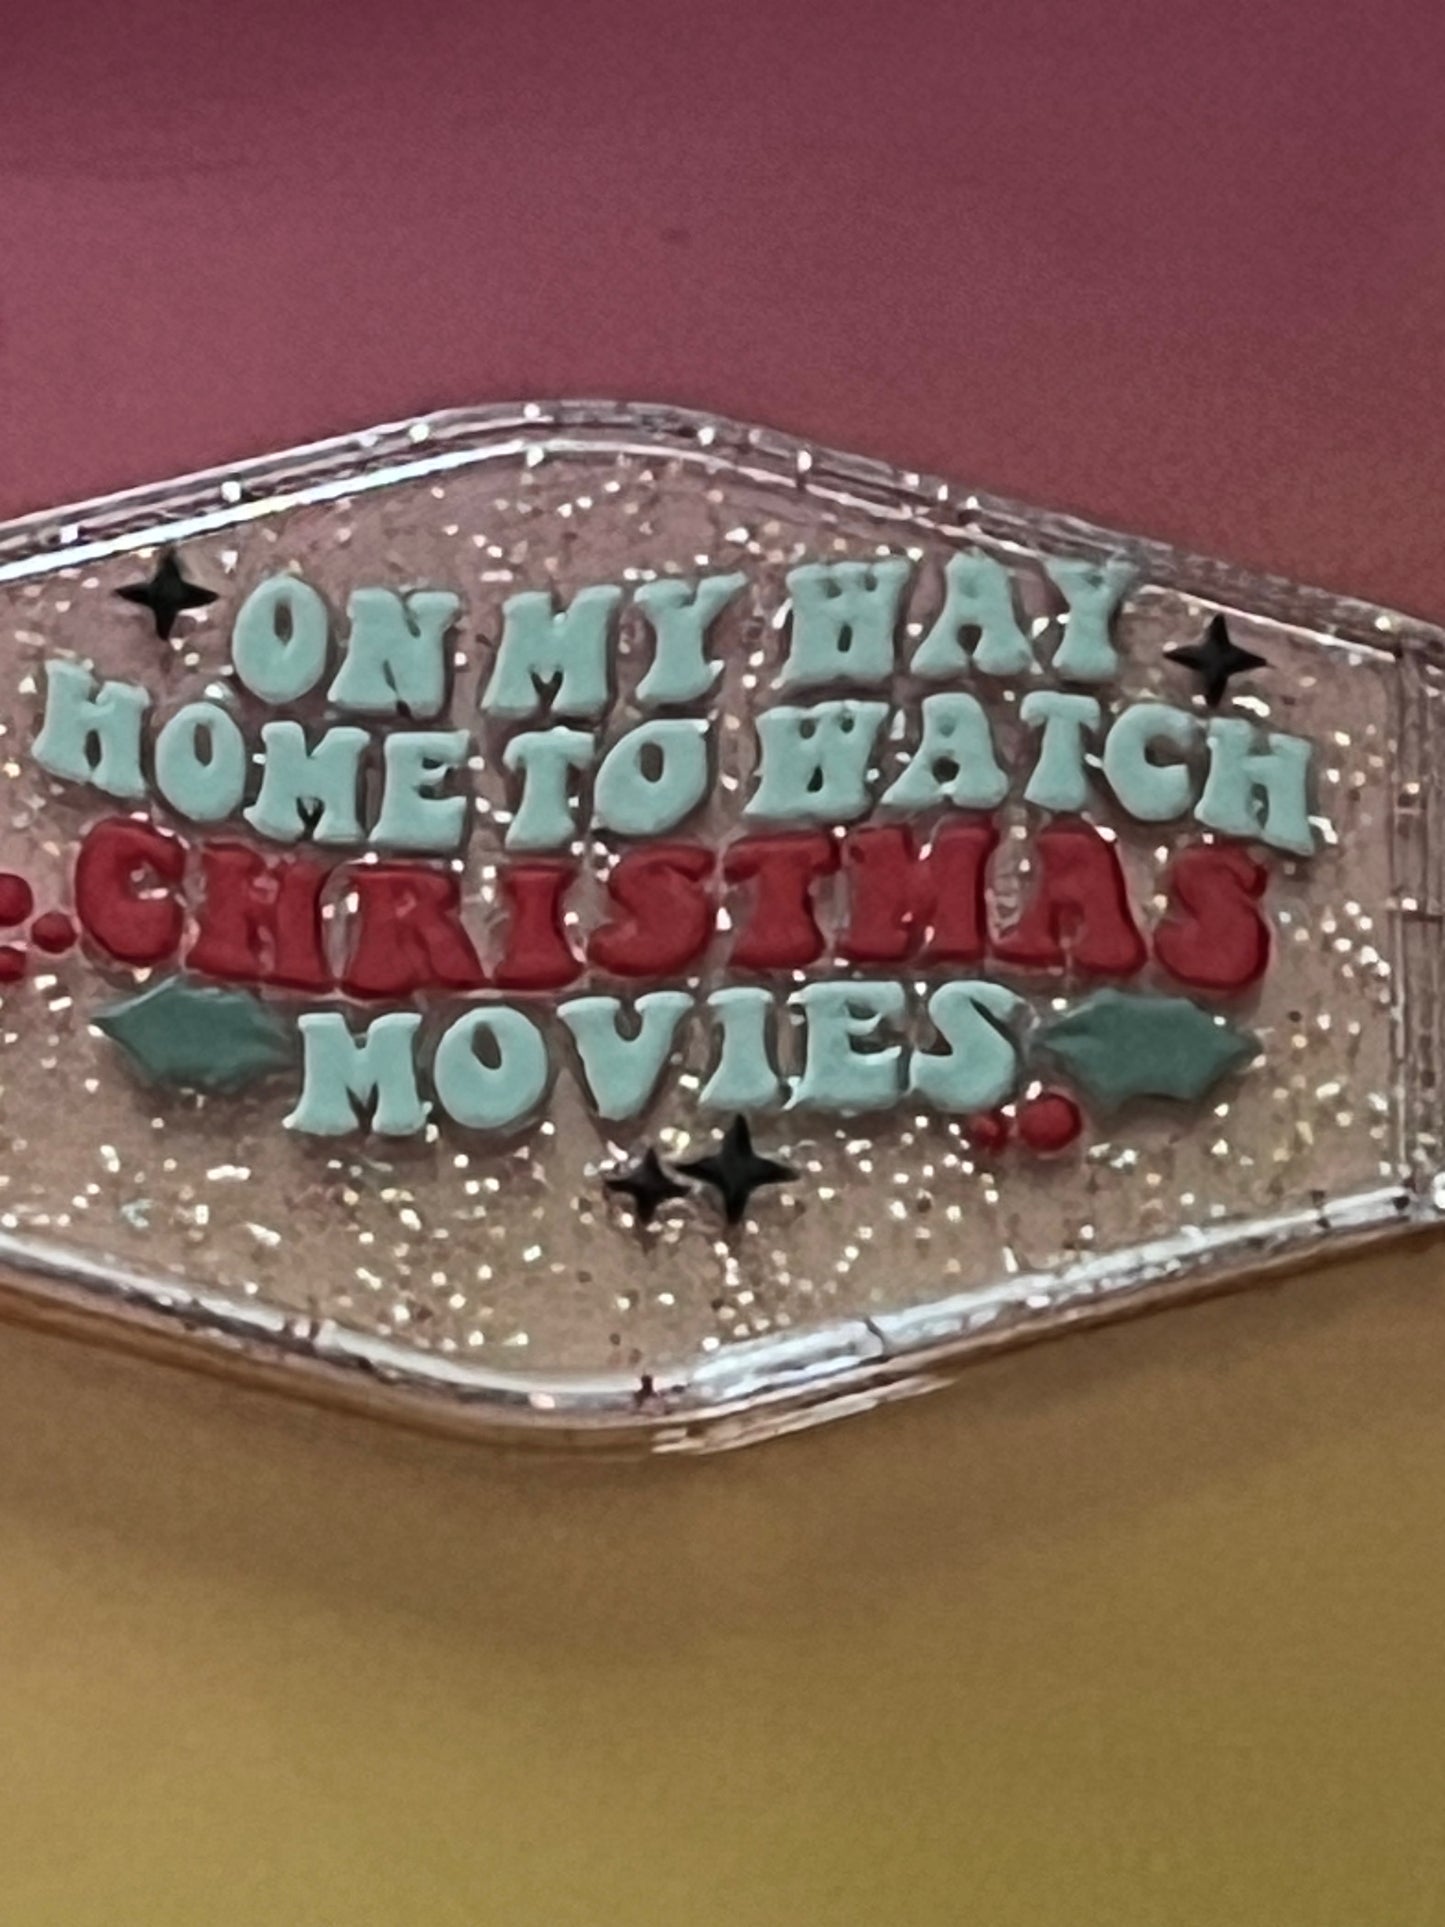 ON MY WAY
HOME TO WATCH
CHRISTMAS
MOVIES